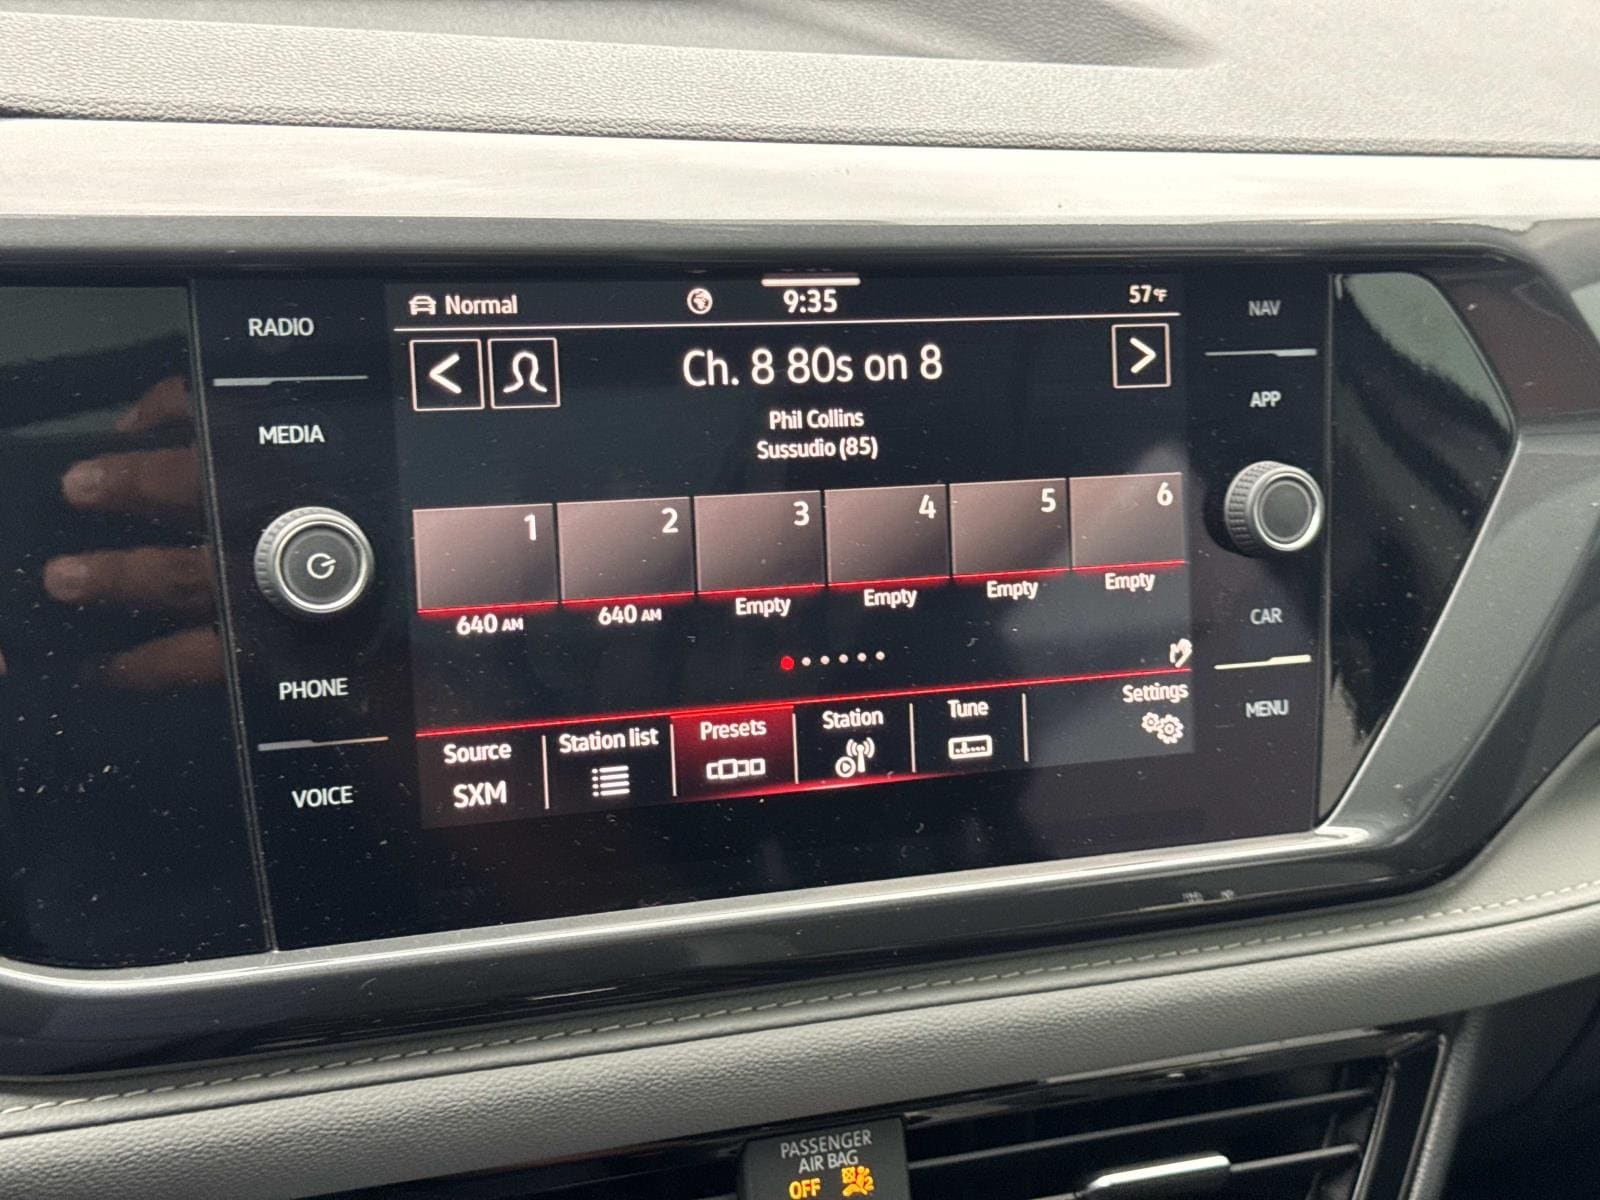 Normal
9:35
57°F
RADIO
NAV
Ch. 8 80s on 8
APP
Phil Collins
MEDIA
Sussudio (85)
1 2 3 4 5 6
640 AM 640 AM Empty Empty Empty Empty
CAR
PHONE
Settings
MENU
Source
Station list
Presets
Station
Tune
SXM
VOICE
PASSENGER
AIR BAG
OFF